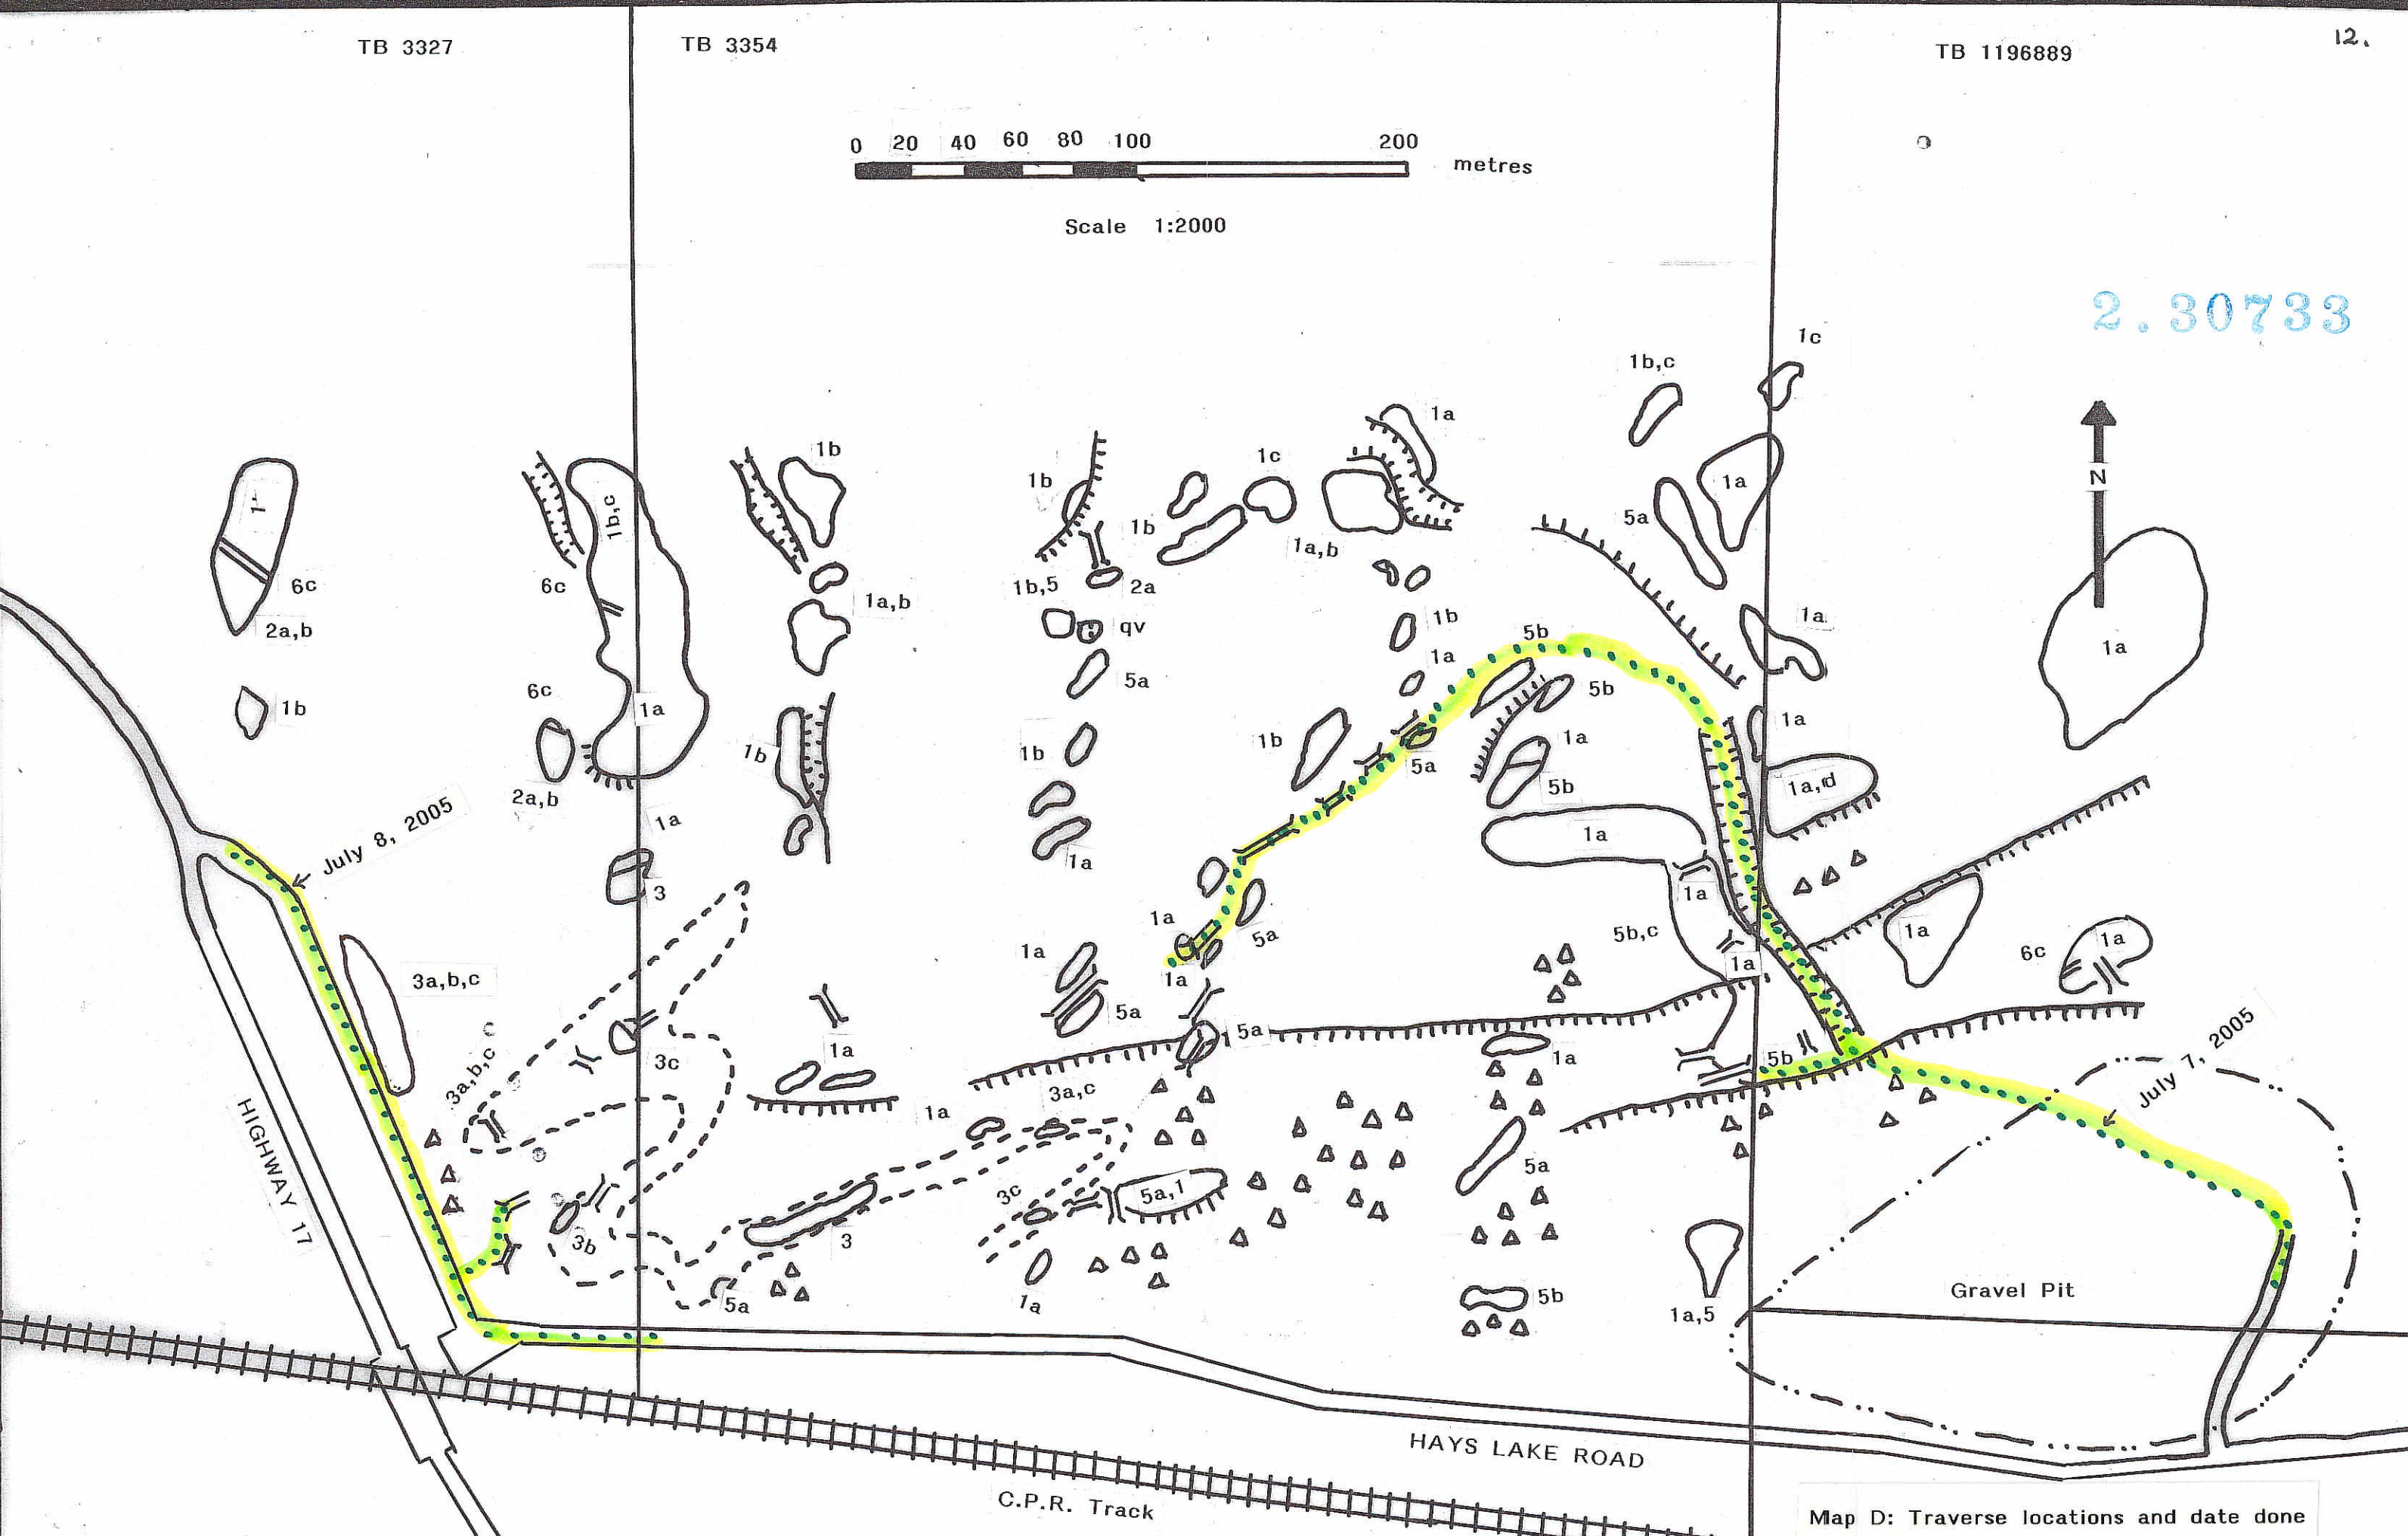 TB 3327
TB 3354
TB 1196889
12.
0 20 40 60 80 100 200
metres
Scale 1:2000
2.30733
1c
1b,c
1a
1b
1b
1c
1b
1
1b,c
1b
1a,b
5a
1a
N
6c
6c
1b,5
2a
2a,b
1a,b
qv
1b
1a
1a
5b
1a
5a
5b
1b
6c
1a
1a
1b
1b
1b
1a
5a
5b
1a,d
2a,b
1a
1a
July 8, 2005
1a
3
1a
5a
1a
1a
5b,c
1a
1a
6c
1a
3a,b,c
1a
1a
5a
5a
3a,b,c
3c
1a
1a
5b
July 7, 2005
3a,c
1a
HIGHWAY 17
5a
3c
5a,1
3b
3
5a
1a
5b
1a,5
Gravel Pit
HAYS LAKE ROAD
C.P.R. Track
Map D: Traverse locations and date done